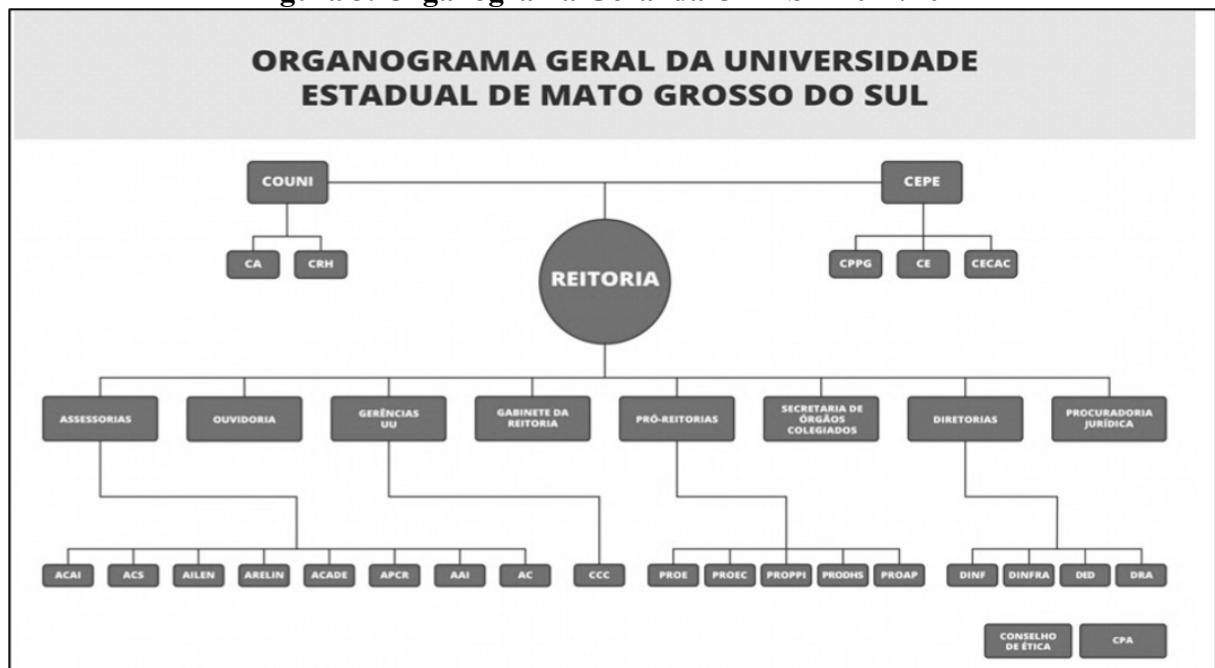 ORGANOGRAMA GERAL DA UNIVERSIDADE
ESTADUAL DE MATO GROSSO DO SUL
COUNI
CEPE
CA
CRH
REITORIA
CPPG
CE
CECAC
ASSESSORIAS
OUVIDORIA
GERÊNCIAS
UU
GABINETE DA
REITORIA
PRÓ-REITORIAS
SECRETARIA DE
ÓRGÃOS
COLEGIADOS
DIRETORIAS
PROCURADORIA
JURÍDICA
ACAI
ACS
AILEN
ARELIN
ACADE
APCR
AAI
AC
CCC
PROE
PROEC
PROPPI
PRODHS
PROAP
DINF
DINFRA
DED
DRA
CONSELHO
DE ÉTICA
CPA